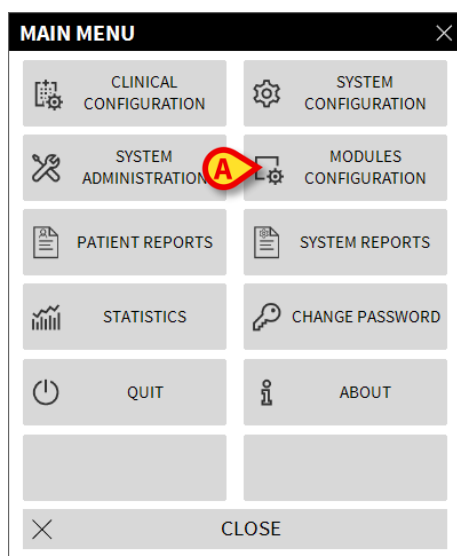 MAIN MENU
CLINICAL
CONFIGURATION
SYSTEM
CONFIGURATION
SYSTEM
ADMINISTRATION
A
MODULES
CONFIGURATION
PATIENT REPORTS
SYSTEM REPORTS
STATISTICS
CHANGE PASSWORD
QUIT
ABOUT
CLOSE